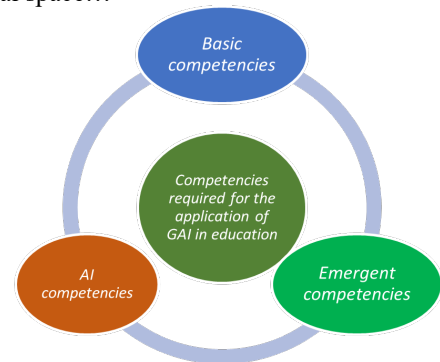 Basic
competencies
Competencies
required for the
application of
GAI in education
AI
competencies
Emergent
competencies